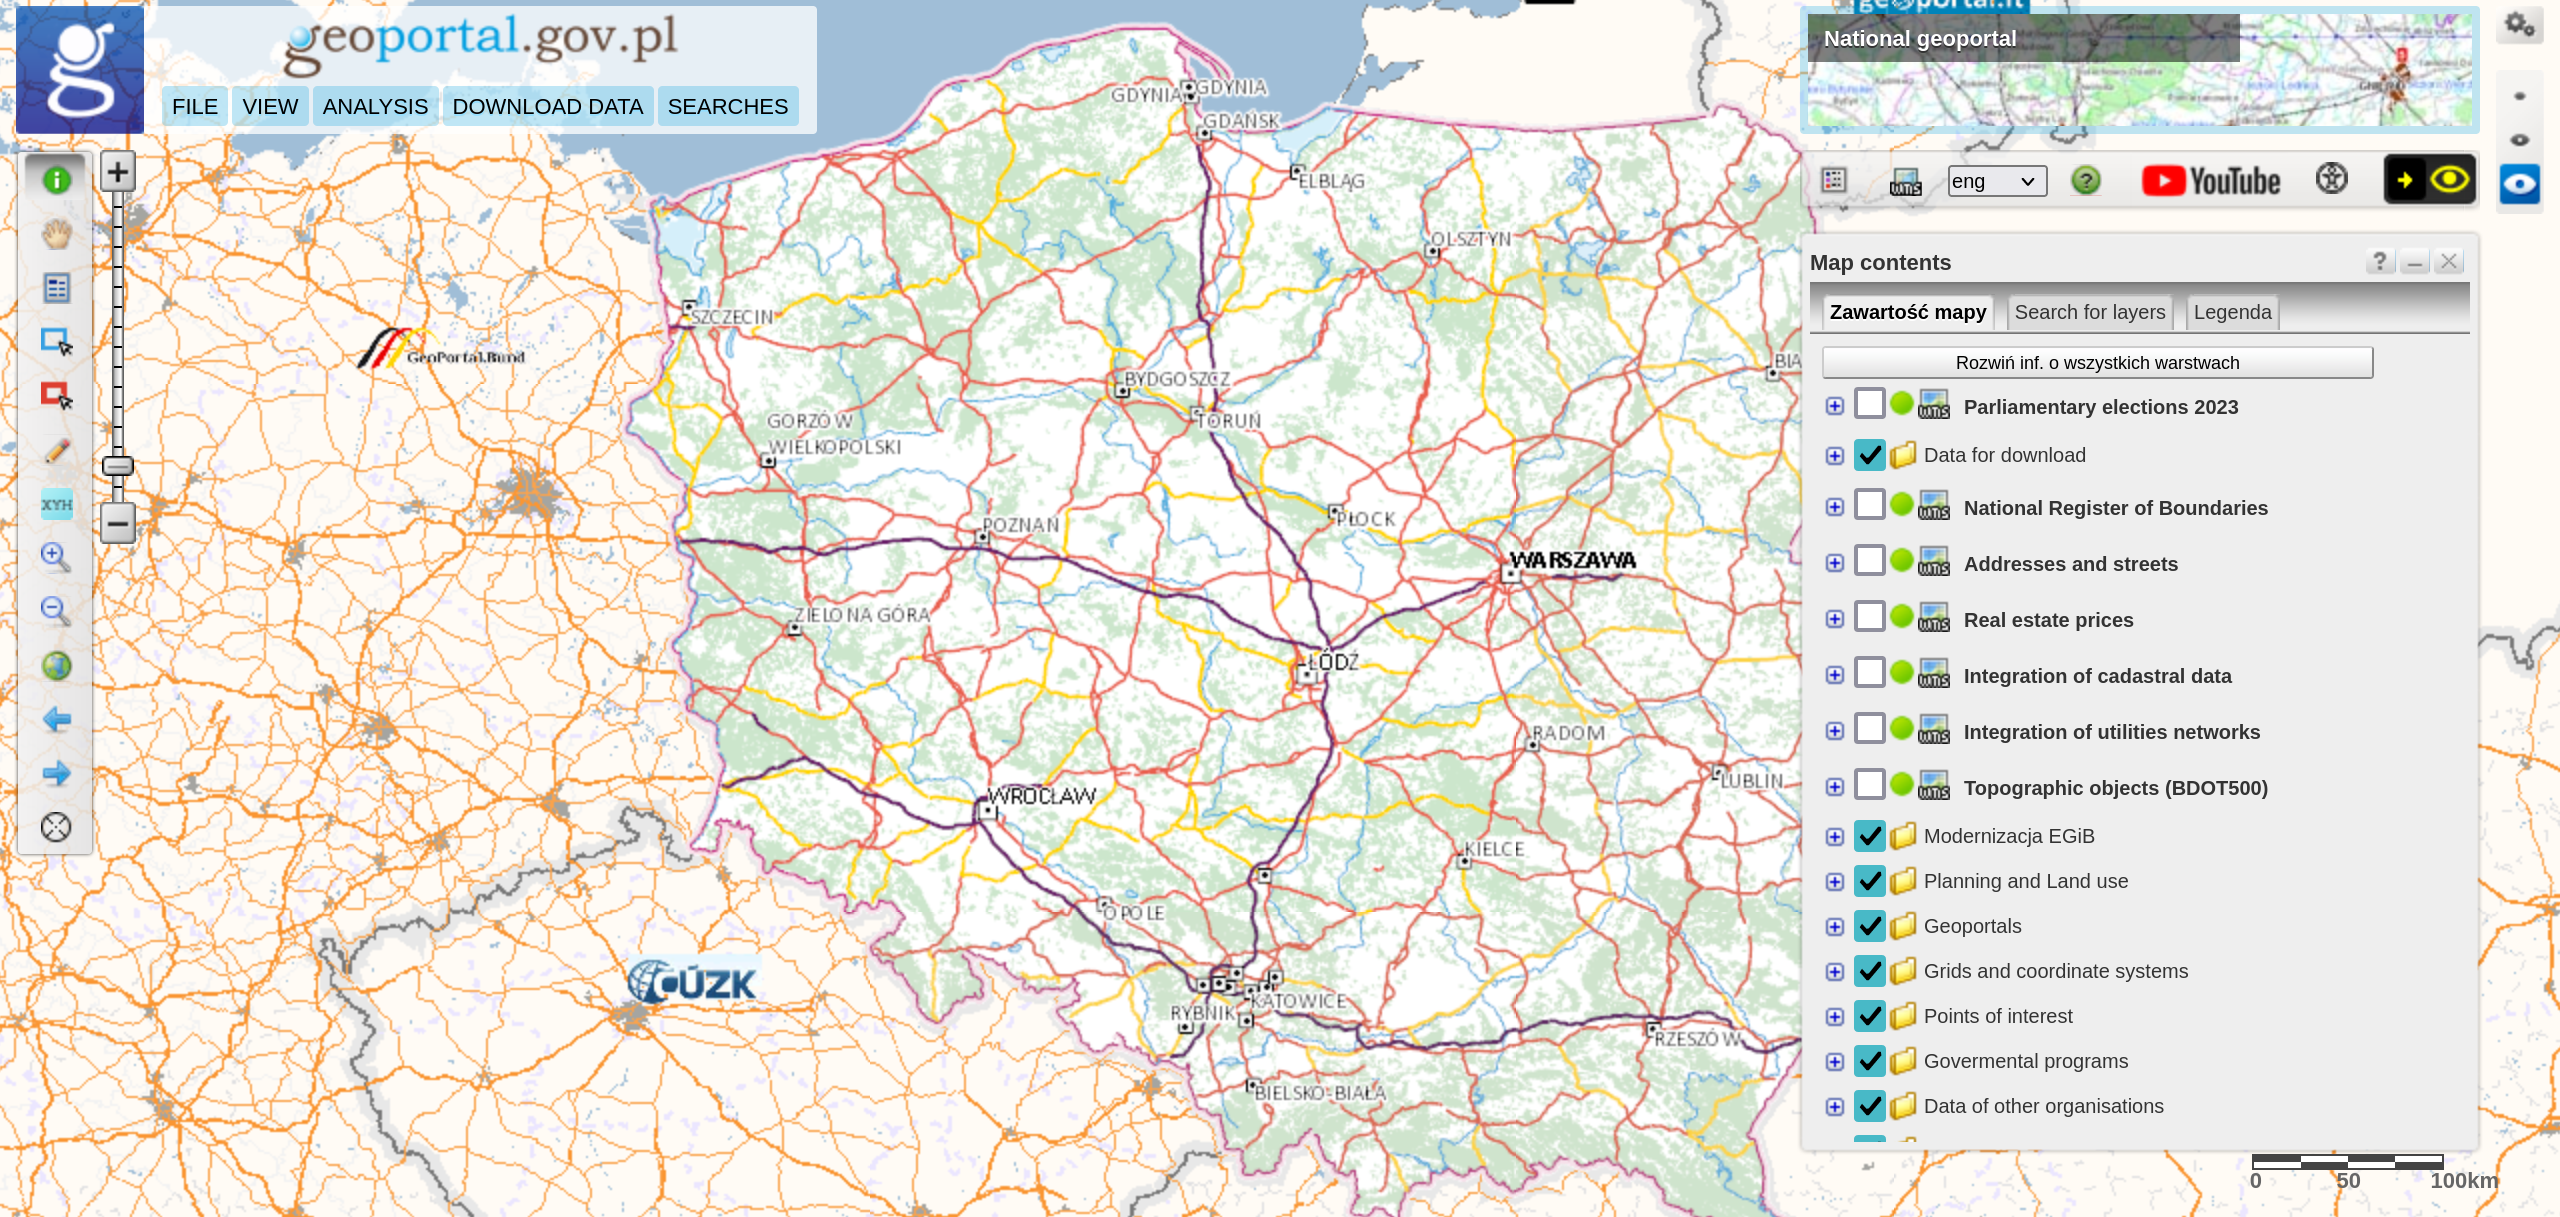 geoportal.gov.pl
FILE
VIEW
ANALYSIS
DOWNLOAD DATA
SEARCHES
National geoportal
eng
YouTube
Map contents
Zawartość mapy
Search for layers
Legenda
Rozwiń inf. o wszystkich warstwach
Parliamentary elections 2023
Data for download
National Register of Boundaries
Addresses and streets
Real estate prices
Integration of cadastral data
Integration of utilities networks
Topographic objects (BDOT500)
Modernizacja EGiB
Planning and Land use
Geoportals
Grids and coordinate systems
Points of interest
Govermental programs
Data of other organisations
XYH
GDYNIA
GDYNIA
GDAŃSK
ELBLĄG
OLSZTYN
SZCZECIN
GeoPortal.Bund
BIA
BYDGOSZCZ
TORUŃ
GORZÓW
WIELKOPOLSKI
POZNAŃ
PŁOCK
WARSZAWA
ZIELONA GÓRA
ŁÓDŹ
RADOM
LUBLIN
WROCŁAW
KIELCE
OPOLE
ČÚZK
KATOWICE
RYBNIK
RZESZÓW
BIELSKO-BIAŁA
0 50 100km